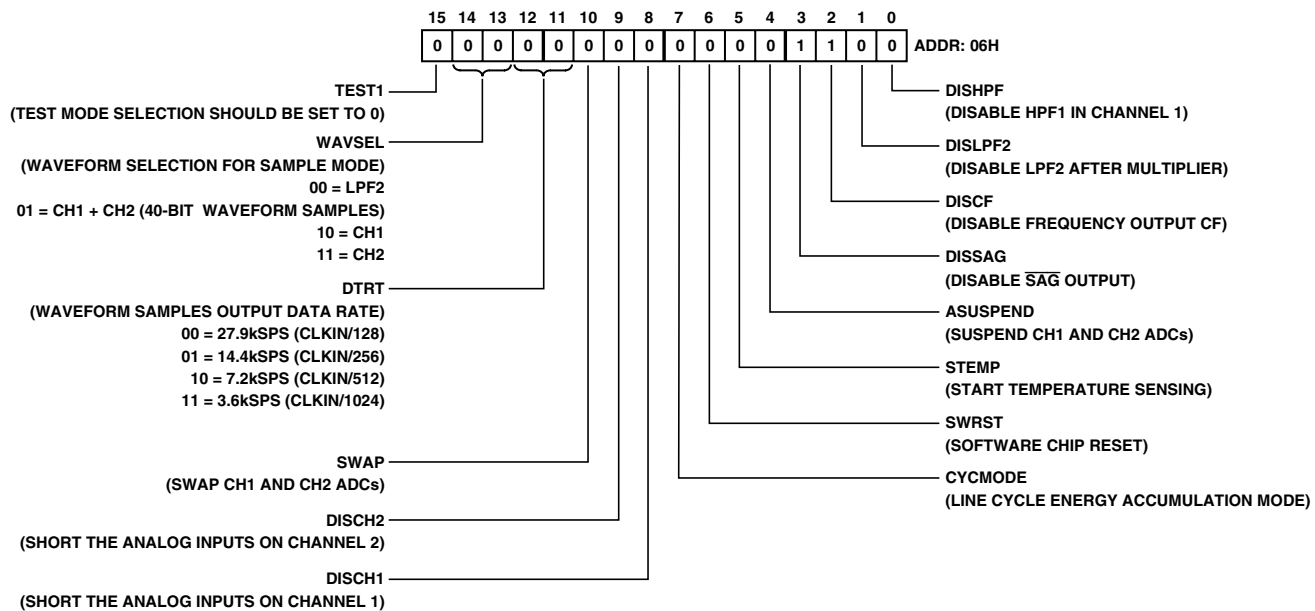 15 14 13 12 11 10 9 8 7 6 5 4 3 2 1 0
0 0 0 0 0 0 0 0 0 0 0 0 1 1 0 0 ADDR: 06H
TEST1
(TEST MODE SELECTION SHOULD BE SET TO 0)
WAVSEL
(WAVEFORM SELECTION FOR SAMPLE MODE)
00 = LPF2
01 = CH1 + CH2 (40-BIT WAVEFORM SAMPLES)
10 = CH1
11 = CH2
DTRT
(WAVEFORM SAMPLES OUTPUT DATA RATE)
00 = 27.9kSPS (CLKIN/128)
01 = 14.4kSPS (CLKIN/256)
10 = 7.2kSPS (CLKIN/512)
11 = 3.6kSPS (CLKIN/1024)
SWAP
(SWAP CH1 AND CH2 ADCs)
DISCH2
(SHORT THE ANALOG INPUTS ON CHANNEL 2)
DISCH1
(SHORT THE ANALOG INPUTS ON CHANNEL 1)
DISHPF
(DISABLE HPF1 IN CHANNEL 1)
DISLPF2
(DISABLE LPF2 AFTER MULTIPLIER)
DISCF
(DISABLE FREQUENCY OUTPUT CF)
DISSAG
(DISABLE S̅A̅G̅ OUTPUT)
ASUSPEND
(SUSPEND CH1 AND CH2 ADCs)
STEMP
(START TEMPERATURE SENSING)
SWRST
(SOFTWARE CHIP RESET)
CYCMODE
(LINE CYCLE ENERGY ACCUMULATION MODE)